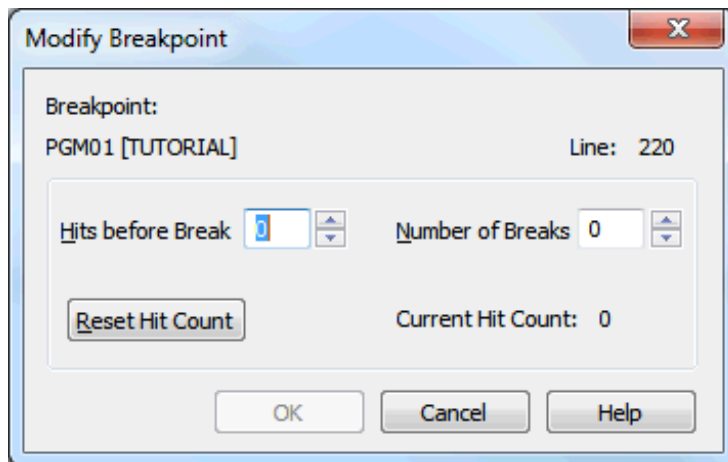 Modify Breakpoint
Breakpoint:
PGM01 [TUTORIAL] Line: 220
Hits before Break 0 Number of Breaks 0
Reset Hit Count Current Hit Count: 0
OK Cancel Help